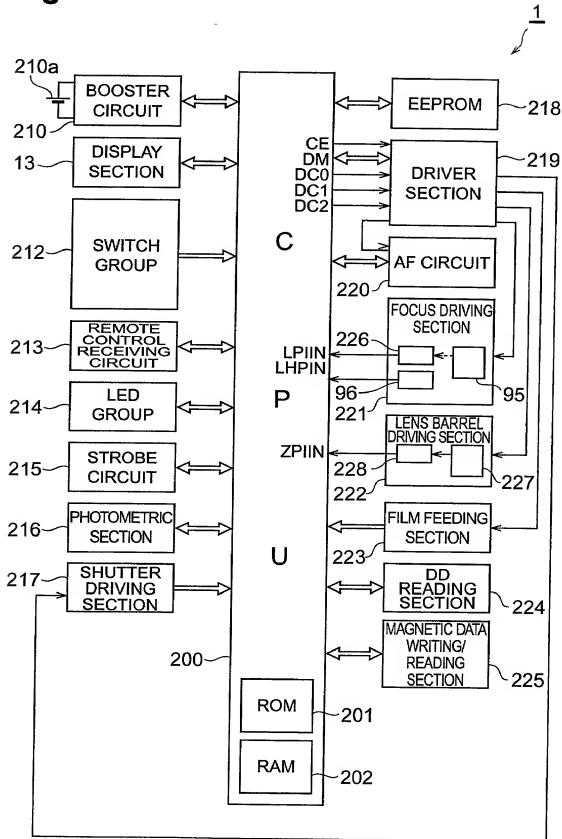 1
210a
BOOSTER
CIRCUIT
210
13
DISPLAY
SECTION
212
SWITCH
GROUP
213
REMOTE
CONTROL
RECEIVING
CIRCUIT
214
LED
GROUP
215
STROBE
CIRCUIT
216
PHOTOMETRIC
SECTION
217
SHUTTER
DRIVING
SECTION
200
C
P
U
ROM
201
RAM
202
CE
DM
DC0
DC1
DC2
LPIIN
LHPIN
ZPIIN
EEPROM
218
219
DRIVER
SECTION
AF CIRCUIT
220
FOCUS DRIVING
SECTION
226
96
95
221
LENS BARREL
DRIVING SECTION
228
227
222
FILM FEEDING
SECTION
223
DD
READING
SECTION
224
MAGNETIC DATA
WRITING/
READING
SECTION
225